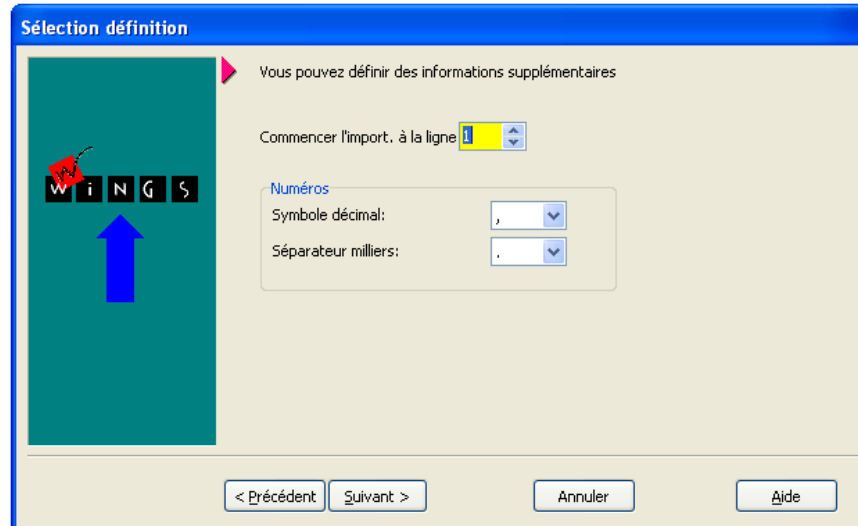 Sélection définition
Vous pouvez définir des informations supplémentaires
Commencer l'import. à la ligne 1
WiNGS
Numéros
Symbole décimal: ,
Séparateur milliers: .
< Précédent Suivant > Annuler Aide